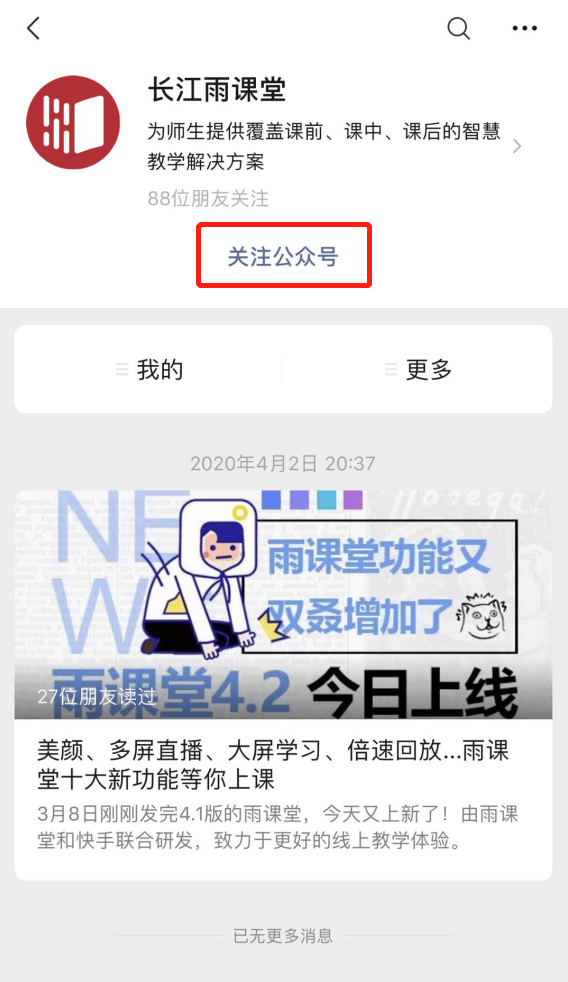 长江雨课堂
为师生提供覆盖课前、课中、课后的智慧
教学解决方案
88位朋友关注
关注公众号
我的
更多
2020年4月2日 20:37
NEW
雨课堂功能又
双叒增加了
雨课堂4.2 今日上线
27位朋友读过
美颜、多屏直播、大屏学习、倍速回放...雨课
堂十大新功能等你上课
3月8日刚刚发完4.1版的雨课堂，今天又上新了！由雨课
堂和快手联合研发，致力于更好的线上教学体验。
已无更多消息